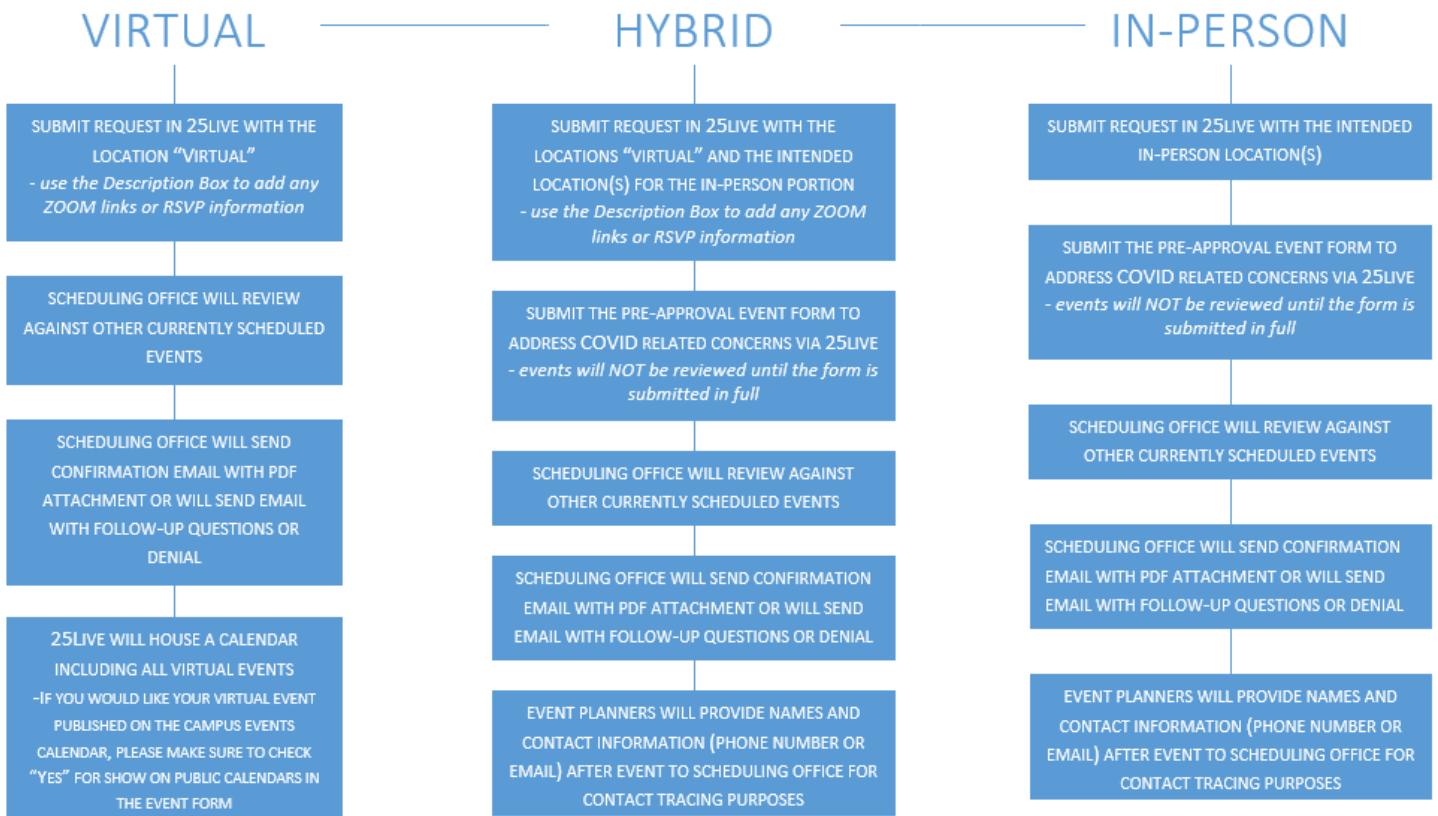 VIRTUAL
HYBRID
IN-PERSON
SUBMIT REQUEST IN 25LIVE WITH THE
LOCATION “VIRTUAL”
- use the Description Box to add any
ZOOM links or RSVP information
SCHEDULING OFFICE WILL REVIEW
AGAINST OTHER CURRENTLY SCHEDULED
EVENTS
SCHEDULING OFFICE WILL SEND
CONFIRMATION EMAIL WITH PDF
ATTACHMENT OR WILL SEND EMAIL
WITH FOLLOW-UP QUESTIONS OR
DENIAL
25LIVE WILL HOUSE A CALENDAR
INCLUDING ALL VIRTUAL EVENTS
-IF YOU WOULD LIKE YOUR VIRTUAL EVENT
PUBLISHED ON THE CAMPUS EVENTS
CALENDAR, PLEASE MAKE SURE TO CHECK
“YES” FOR SHOW ON PUBLIC CALENDARS IN
THE EVENT FORM
SUBMIT REQUEST IN 25LIVE WITH THE
LOCATIONS “VIRTUAL” AND THE INTENDED
LOCATION(S) FOR THE IN-PERSON PORTION
- use the Description Box to add any ZOOM
links or RSVP information
SUBMIT THE PRE-APPROVAL EVENT FORM TO
ADDRESS COVID RELATED CONCERNS VIA 25LIVE
- events will NOT be reviewed until the form is
submitted in full
SCHEDULING OFFICE WILL REVIEW AGAINST
OTHER CURRENTLY SCHEDULED EVENTS
SCHEDULING OFFICE WILL SEND CONFIRMATION
EMAIL WITH PDF ATTACHMENT OR WILL SEND
EMAIL WITH FOLLOW-UP QUESTIONS OR DENIAL
EVENT PLANNERS WILL PROVIDE NAMES AND
CONTACT INFORMATION (PHONE NUMBER OR
EMAIL) AFTER EVENT TO SCHEDULING OFFICE FOR
CONTACT TRACING PURPOSES
SUBMIT REQUEST IN 25LIVE WITH THE INTENDED
IN-PERSON LOCATION(S)
SUBMIT THE PRE-APPROVAL EVENT FORM TO
ADDRESS COVID RELATED CONCERNS VIA 25LIVE
- events will NOT be reviewed until the form is
submitted in full
SCHEDULING OFFICE WILL REVIEW AGAINST
OTHER CURRENTLY SCHEDULED EVENTS
SCHEDULING OFFICE WILL SEND CONFIRMATION
EMAIL WITH PDF ATTACHMENT OR WILL SEND
EMAIL WITH FOLLOW-UP QUESTIONS OR DENIAL
EVENT PLANNERS WILL PROVIDE NAMES AND
CONTACT INFORMATION (PHONE NUMBER OR
EMAIL) AFTER EVENT TO SCHEDULING OFFICE FOR
CONTACT TRACING PURPOSES